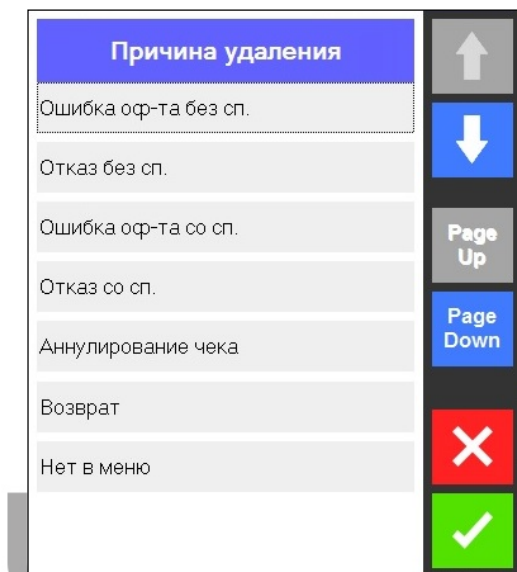 Причина удаления
Ошибка оф-та без сп.
Отказ без сп.
Ошибка оф-та со сп.
Отказ со сп.
Аннулирование чека
Возврат
Нет в меню
Page
Up
Page
Down